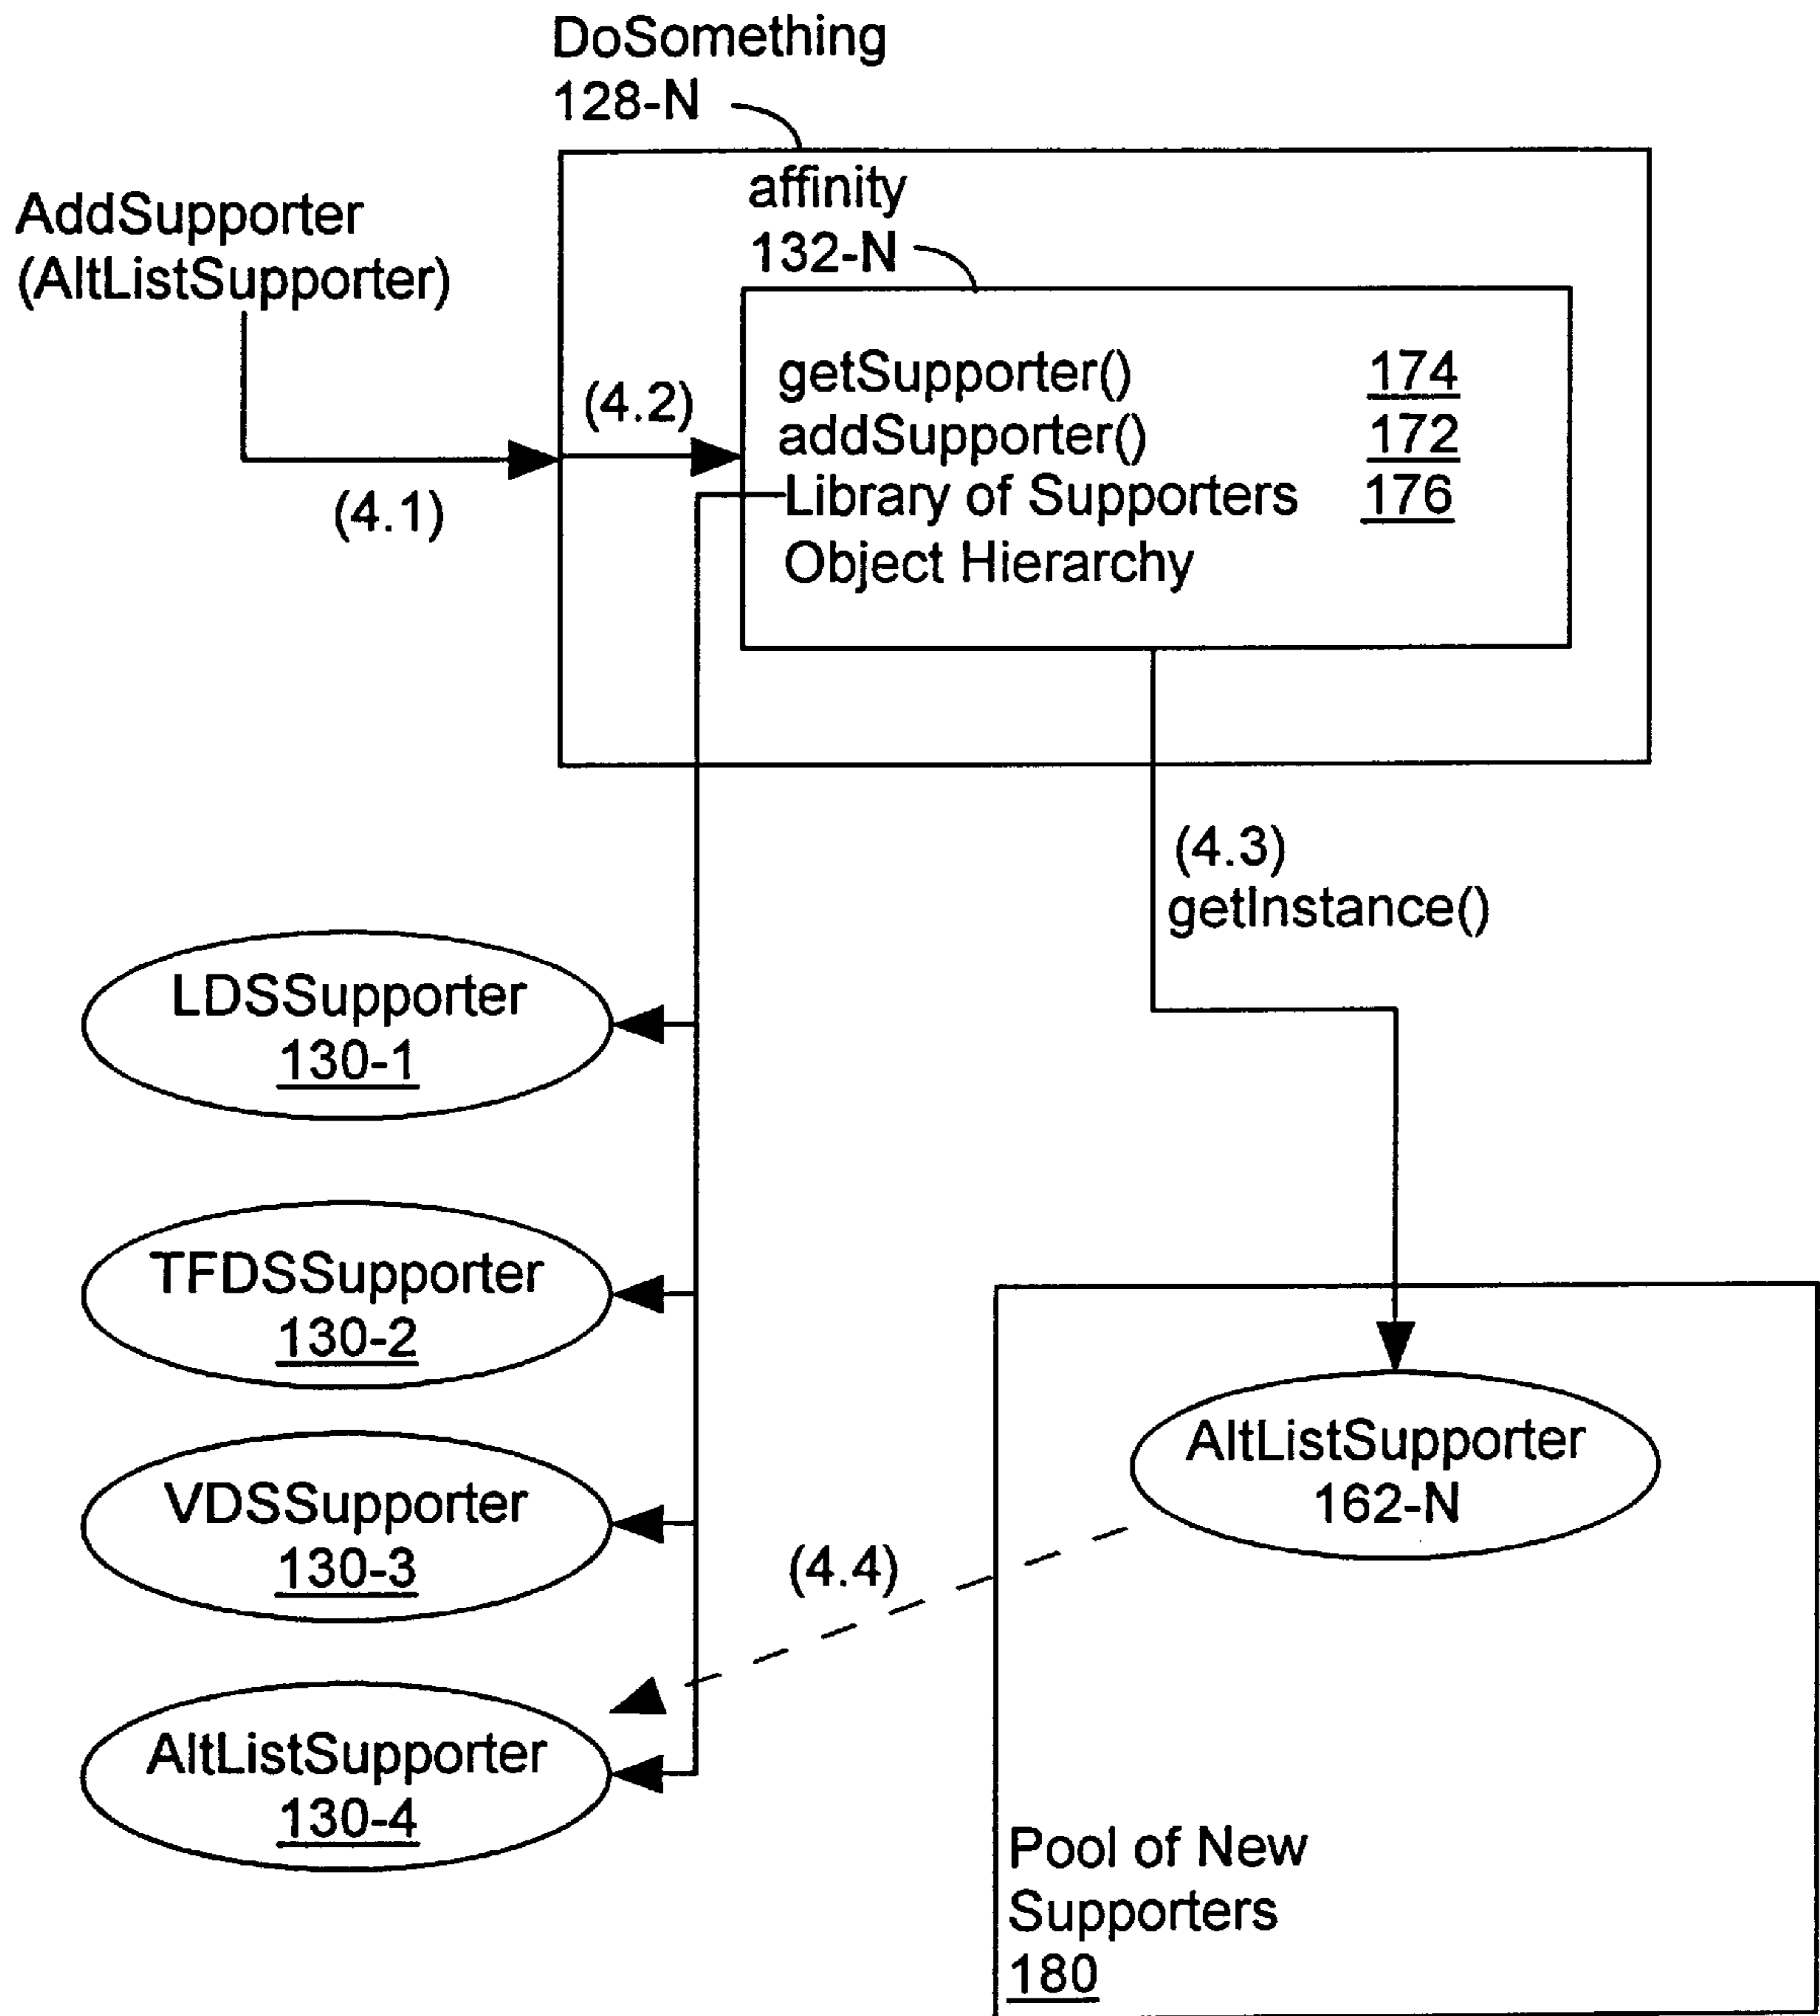 DoSomething
128-N
AddSupporter
(AltListSupporter)
affinity
132-N
getSupporter() 174
addSupporter() 172
Library of Supporters 176
Object Hierarchy
(4.1)
(4.2)
(4.3)
getInstance()
LDSSupporter
130-1
TFDSSupporter
130-2
VDSSupporter
130-3
AltListSupporter
130-4
(4.4)
AltListSupporter
162-N
Pool of New
Supporters
180